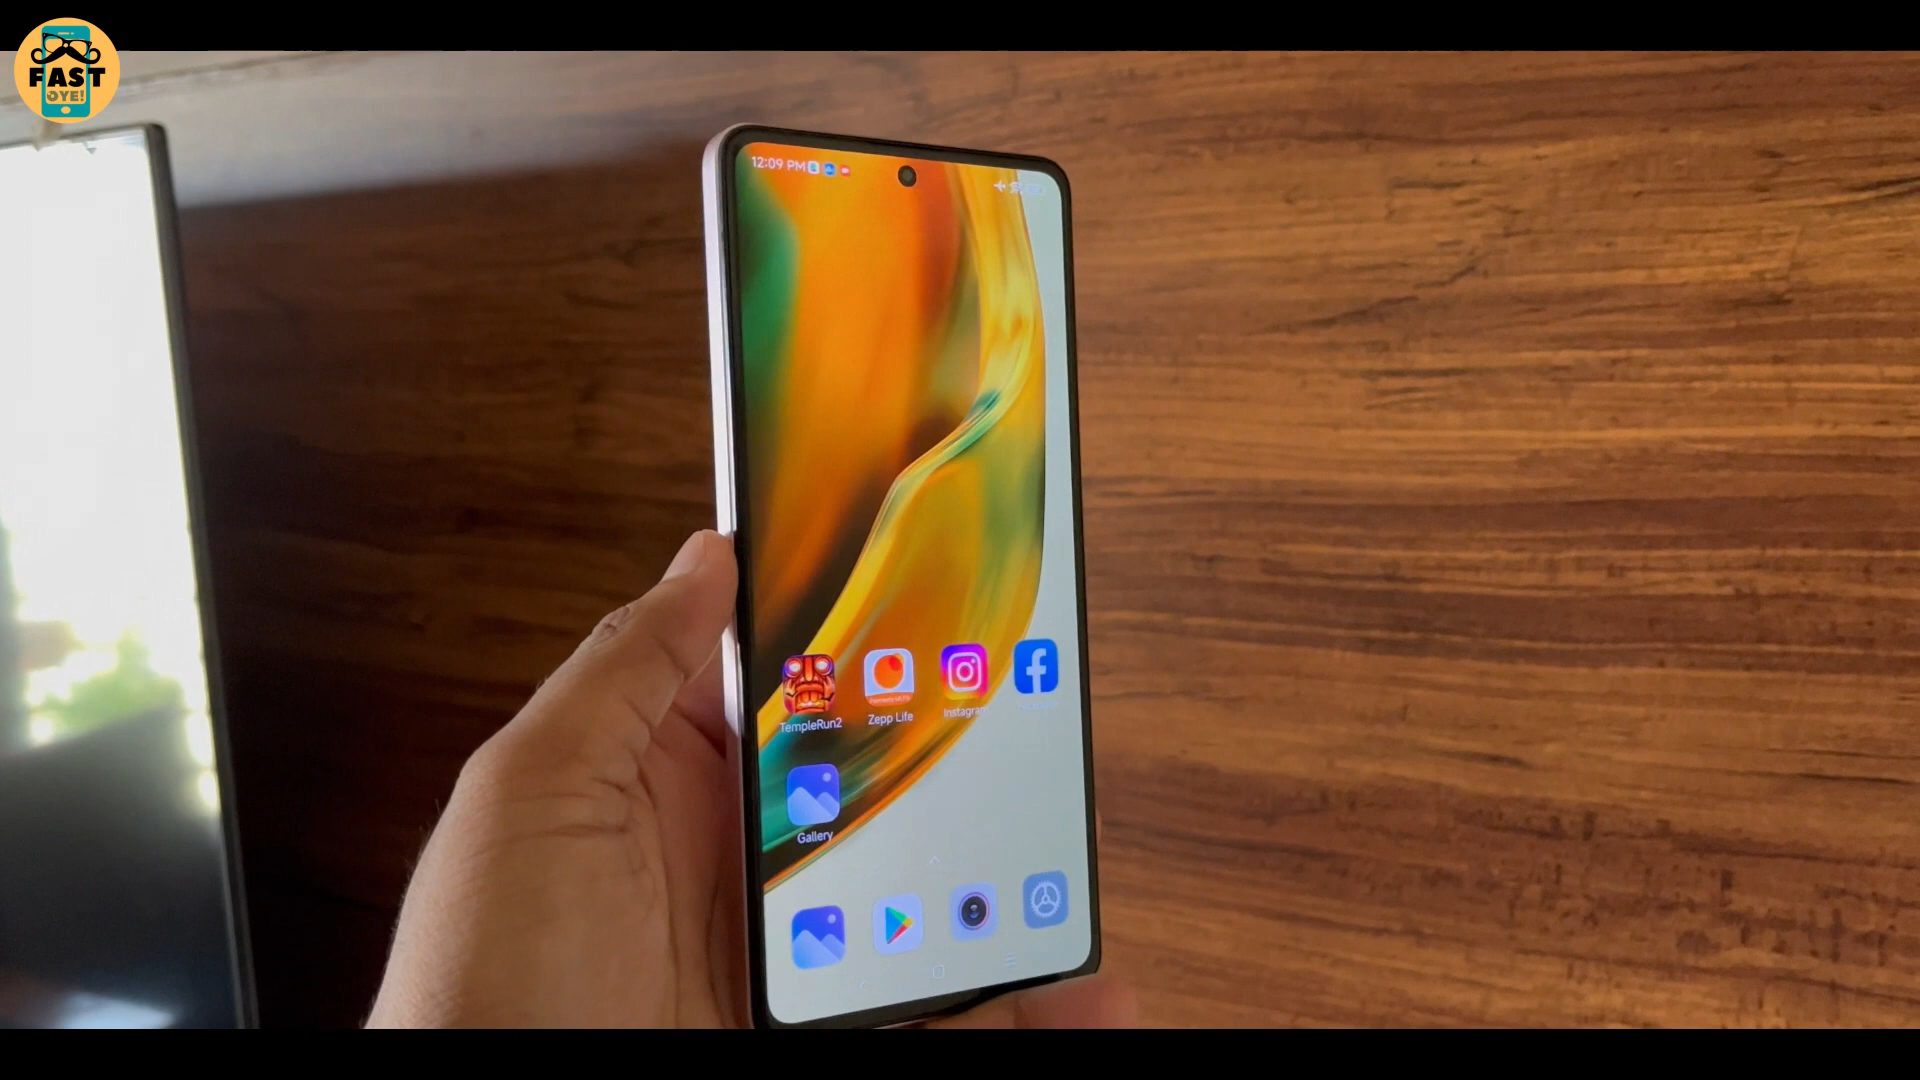 FAST
OYE!
12:09 PM
TempleRun2
Zepp Life
Instagram
Gallery